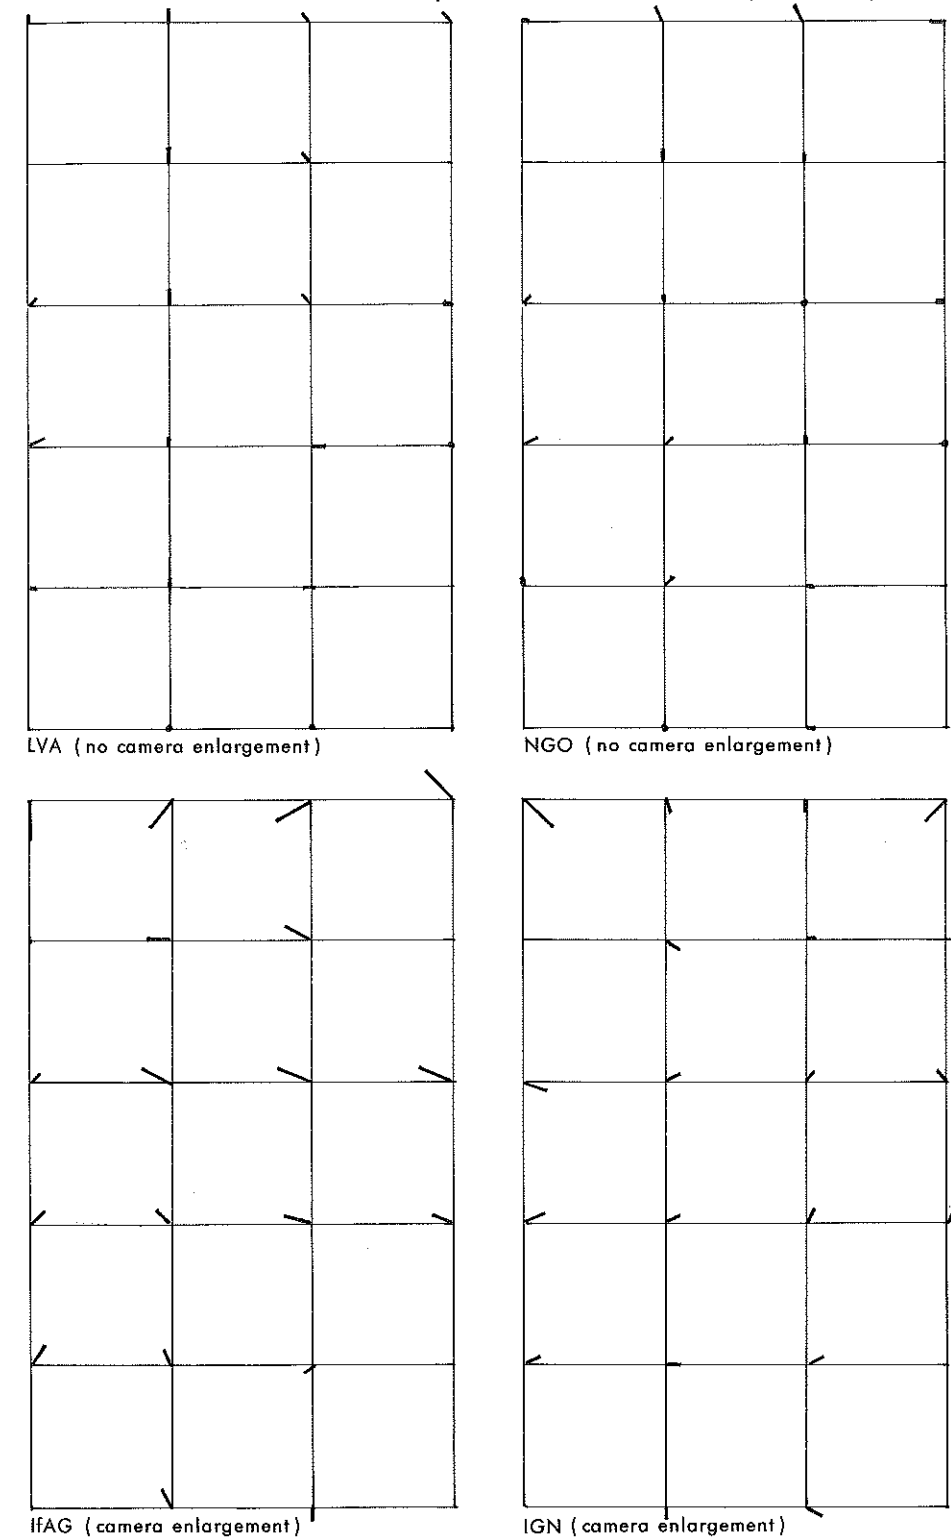 LVA (no camera enlargement)
NGO (no camera enlargement)
IfAG (camera enlargement)
IGN (camera enlargement)